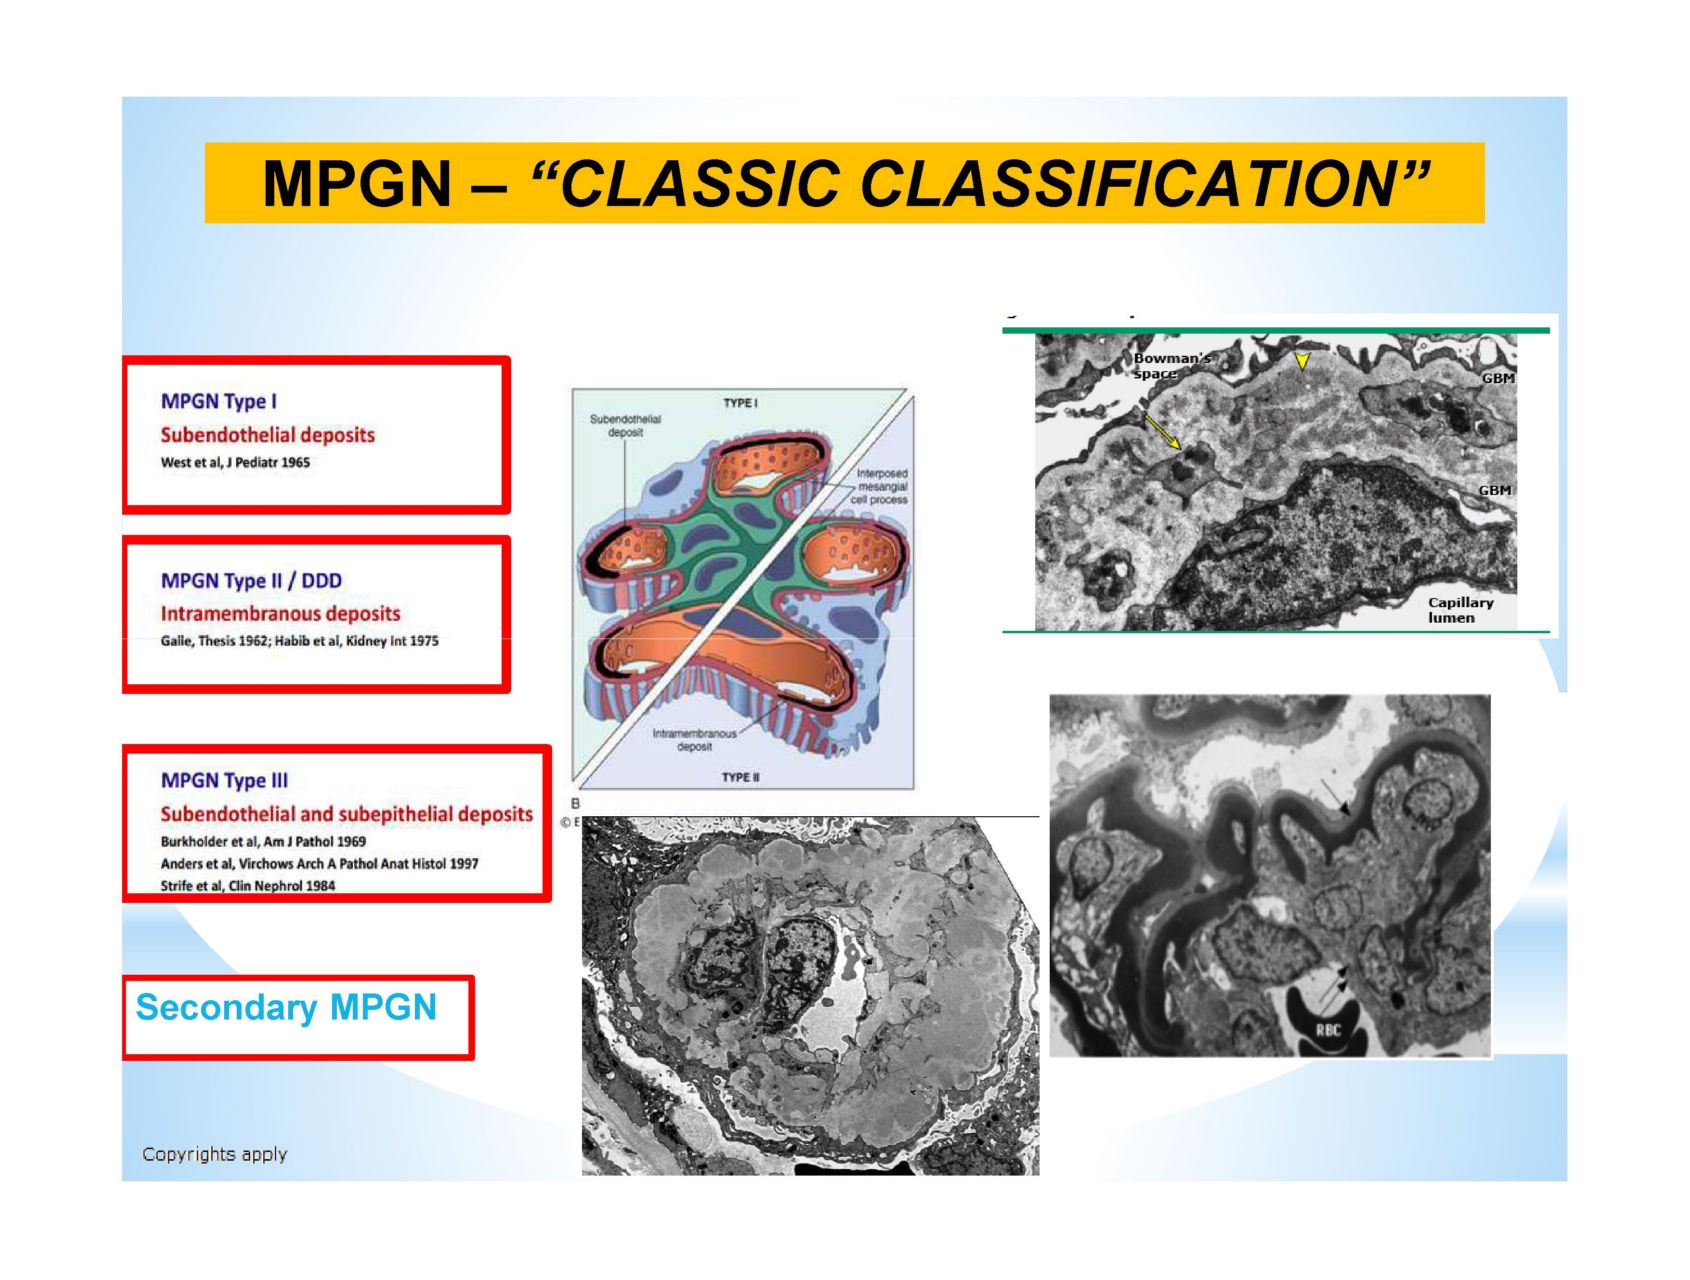 MPGN – “CLASSIC CLASSIFICATION”
MPGN Type I
Subendothelial deposits
West et al, J Pediatr 1965
MPGN Type II / DDD
Intramembranous deposits
Galle, Thesis 1962; Habib et al, Kidney Int 1975
MPGN Type III
Subendothelial and subepithelial deposits
Burkholder et al, Am J Pathol 1969
Anders et al, Virchows Arch A Pathol Anat Histol 1997
Strife et al, Clin Nephrol 1984
Secondary MPGN
Copyrights apply
TYPE I
Subendothelial
deposit
Interposed
mesangial
cell process
Intramembranous
deposit
TYPE II
B
© E
Bowman's
space
GBM
GBM
Capillary
lumen
RBC